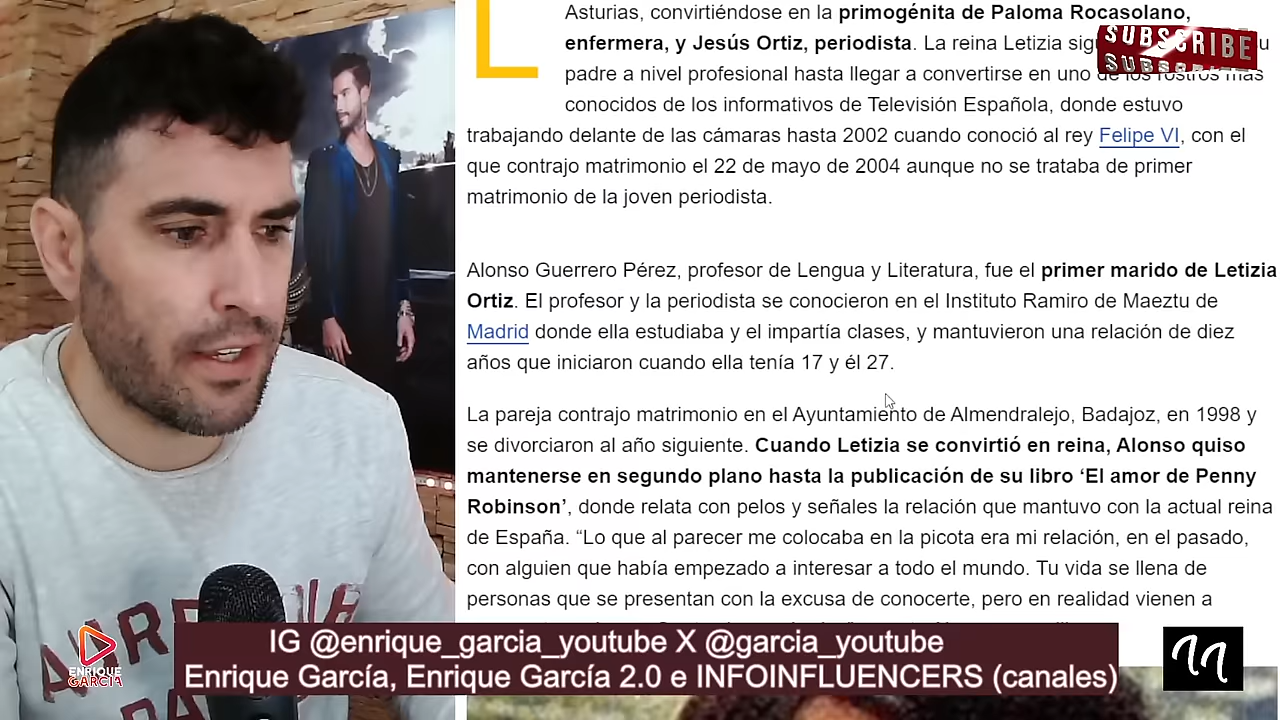 Asturias, convirtiéndose en la primogénita de Paloma Rocasolano,
enfermera, y Jesús Ortiz, periodista. La reina Letizia
padre a nivel profesional hasta llegar a convertirse en uno de los rostros más
conocidos de los informativos de Televisión Española, donde estuvo
trabajando delante de las cámaras hasta 2002 cuando conoció al rey Felipe VI, con el
que contrajo matrimonio el 22 de mayo de 2004 aunque no se trataba de primer
matrimonio de la joven periodista.
Alonso Guerrero Pérez, profesor de Lengua y Literatura, fue el primer marido de Letizia
Ortiz. El profesor y la periodista se conocieron en el Instituto Ramiro de Maeztu de
Madrid donde ella estudiaba y el impartía clases, y mantuvieron una relación de diez
años que iniciaron cuando ella tenía 17 y él 27.
La pareja contrajo matrimonio en el Ayuntamiento de Almendralejo, Badajoz, en 1998 y
se divorciaron al año siguiente. Cuando Letizia se convirtió en reina, Alonso quiso
mantenerse en segundo plano hasta la publicación de su libro ‘El amor de Penny
Robinson’, donde relata con pelos y señales la relación que mantuvo con la actual reina
de España. “Lo que al parecer me colocaba en la picota era mi relación, en el pasado,
con alguien que había empezado a interesar a todo el mundo. Tu vida se llena de
personas que se presentan con la excusa de conocerte, pero en realidad vienen a
SUBSCRIBE
SUBSCRIBE
IG @enrique_garcia_youtube X @garcia_youtube
Enrique García, Enrique García 2.0 e INFOINFLUENCERS (canales)
ENRIQUE
GARCÍA